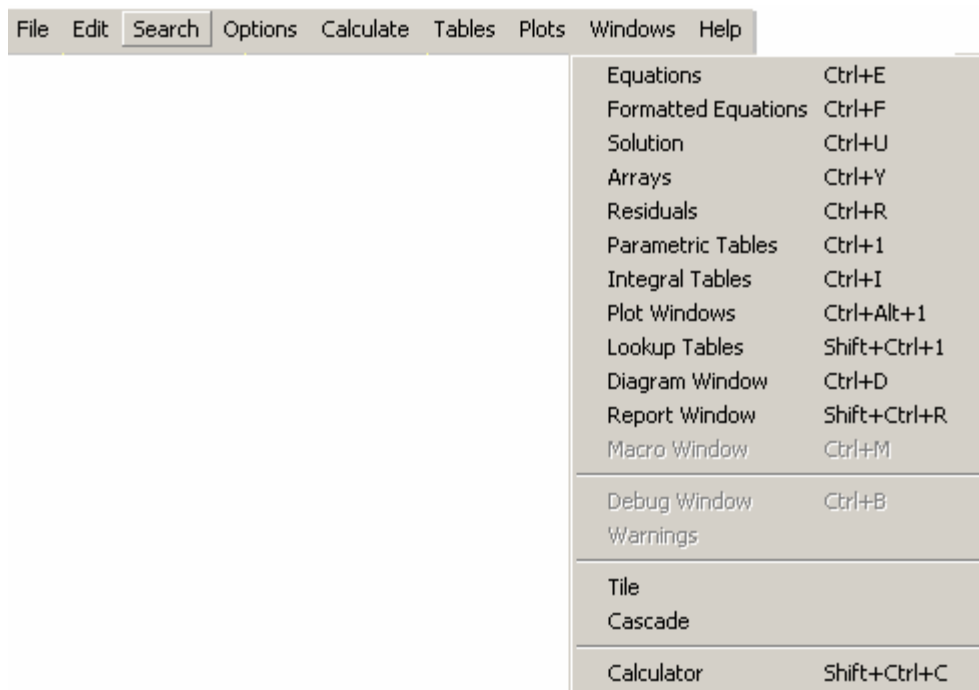 File Edit Search Options Calculate Tables Plots Windows Help
Equations Ctrl+E
Formatted Equations Ctrl+F
Solution Ctrl+U
Arrays Ctrl+Y
Residuals Ctrl+R
Parametric Tables Ctrl+1
Integral Tables Ctrl+I
Plot Windows Ctrl+Alt+1
Lookup Tables Shift+Ctrl+1
Diagram Window Ctrl+D
Report Window Shift+Ctrl+R
Macro Window Ctrl+M
Debug Window Ctrl+B
Warnings
Tile
Cascade
Calculator Shift+Ctrl+C